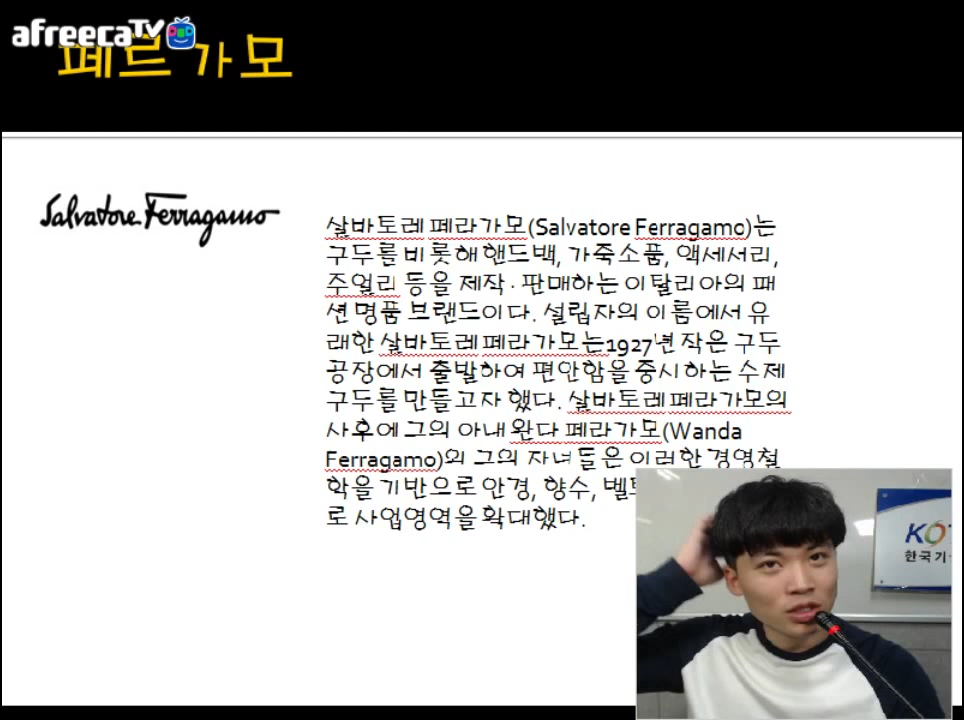 afreecaTV
페르가모
Salvatore Ferragamo
살바토레 페라가모(Salvatore Ferragamo)는
구두를 비롯해 핸드백, 가죽소품, 액세서리,
주얼리 등을 제작·판매하는 이탈리아의 패
션 명품 브랜드이다. 설립자의 이름에서 유
래한 살바토레 페라가모는1927년 작은 구두
공장에서 출발하여 편안함을 중시하는 수제
구두를 만들고자 했다. 살바토레 페라가모의
사후에 그의 아내 완다 페라가모(Wanda
Ferragamo)의 그의 자녀들은 이러한 경영철
학을 기반으로 안경, 향수,
로 사업영역을 확대했다.
한국기